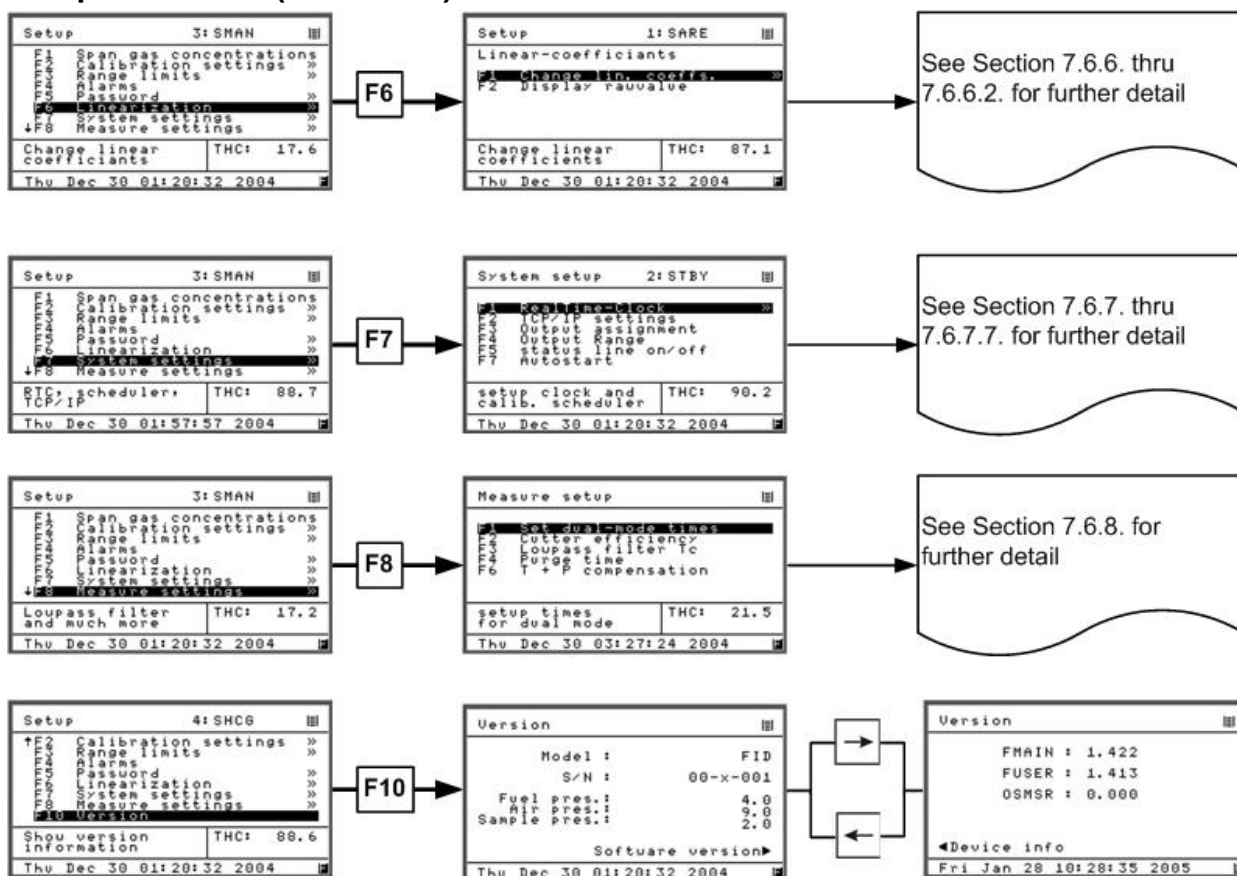 Setup 3:SMAN
F1 Span gas concentrations
F2 Calibration settings »
F3 Range limits »
F4 Alarms
F5 Password »
F6 Linearization »
F7 System settings »
↓F8 Measure settings »
Change linear
coefficiants
THC: 17.6
Thu Dec 30 01:20:32 2004
F6
Setup 1:SARE
Linear-coefficiants
F1 Change lin. coeffs. »
F2 Display rawvalue
Change linear
coefficients
THC: 87.1
Thu Dec 30 01:20:32 2004
See Section 7.6.6. thru
7.6.6.2. for further detail
Setup 3:SMAN
F1 Span gas concentrations
F2 Calibration settings »
F3 Range limits »
F4 Alarms
F5 Password »
F6 Linearization »
F7 System settings »
↓F8 Measure settings »
RTC, scheduler,
TCP/IP
THC: 88.7
Thu Dec 30 01:57:57 2004
F7
System setup 2:STBY
F1 RealTime-Clock »
F2 TCP/IP settings
F3 Output assignment
F4 Output Range
F5 status line on/off
F7 Autostart
setup clock and
calib. scheduler
THC: 90.2
Thu Dec 30 01:20:32 2004
See Section 7.6.7. thru
7.6.7.7. for further detail
Setup 3:SMAN
F1 Span gas concentrations
F2 Calibration settings »
F3 Range limits »
F4 Alarms
F5 Password »
F6 Linearization »
F7 System settings »
↓F8 Measure settings »
Lowpass filter
and much more
THC: 17.2
Thu Dec 30 01:20:32 2004
F8
Measure setup
F1 Set dual-mode times
F2 Cutter efficiency
F3 Lowpass filter Tc
F4 Purge time
F6 T + P compensation
setup times
for dual mode
THC: 21.5
Thu Dec 30 03:27:24 2004
See Section 7.6.8. for
further detail
Setup 4:SHCG
↑F2 Calibration settings »
F3 Range limits »
F4 Alarms
F5 Password »
F6 Linearization »
F7 System settings »
F8 Measure settings »
F10 Version
Show version
information
THC: 88.6
Thu Dec 30 01:20:32 2004
F10
Version
Model : FID
S/N : 00-x-001
Fuel pres.: 4.0
Air pres.: 9.0
Sample pres.: 2.0
Software version▶
Thu Dec 30 01:20:32 2004
→
←
Version
FMAIN : 1.422
FUSER : 1.413
OSMSR : 0.000
◀Device info
Fri Jan 28 10:28:35 2005